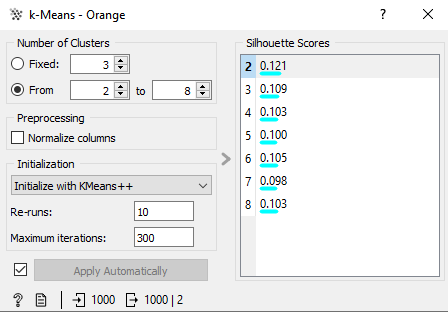 k-Means - Orange
?
Number of Clusters
Fixed: 3
From 2 to 8
Preprocessing
Normalize columns
Initialization
Initialize with KMeans++
Re-runs: 10
Maximum iterations: 300
Apply Automatically
? 1000 1000 | 2
Silhouette Scores
2 0.121
3 0.109
4 0.103
5 0.100
6 0.105
7 0.098
8 0.103